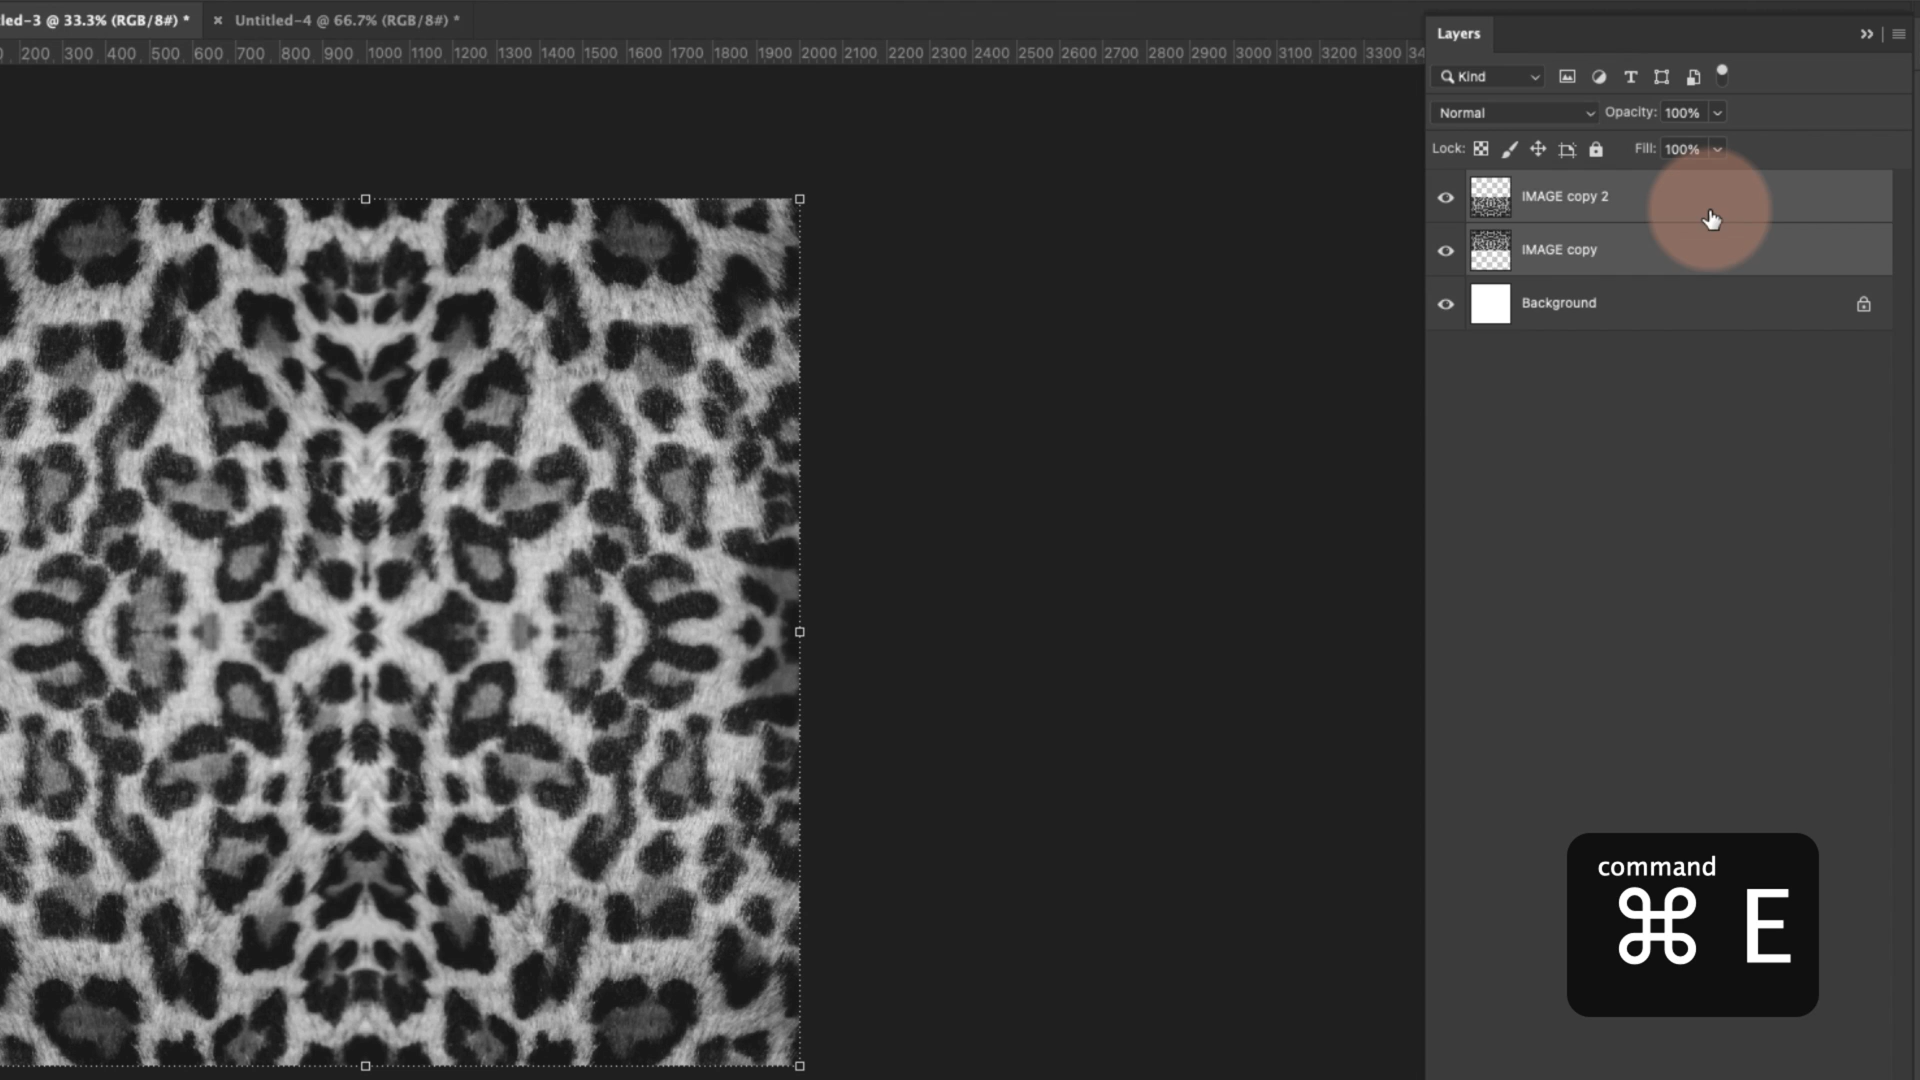 led-3 @ 33.3% (RGB/8#) *
× Untitled-4 @ 66.7% (RGB/8#) *
200 300 400 500 600 700 800 900 1000 1100 1200 1300 1400 1500 1600 1700 1800 1900 2000 2100 2200 2300 2400 2500 2600 2700 2800 2900 3000 3100 3200 3300
Layers
Kind
Normal
Opacity: 100%
Lock:
Fill: 100%
IMAGE copy 2
IMAGE copy
Background
command
⌘ E